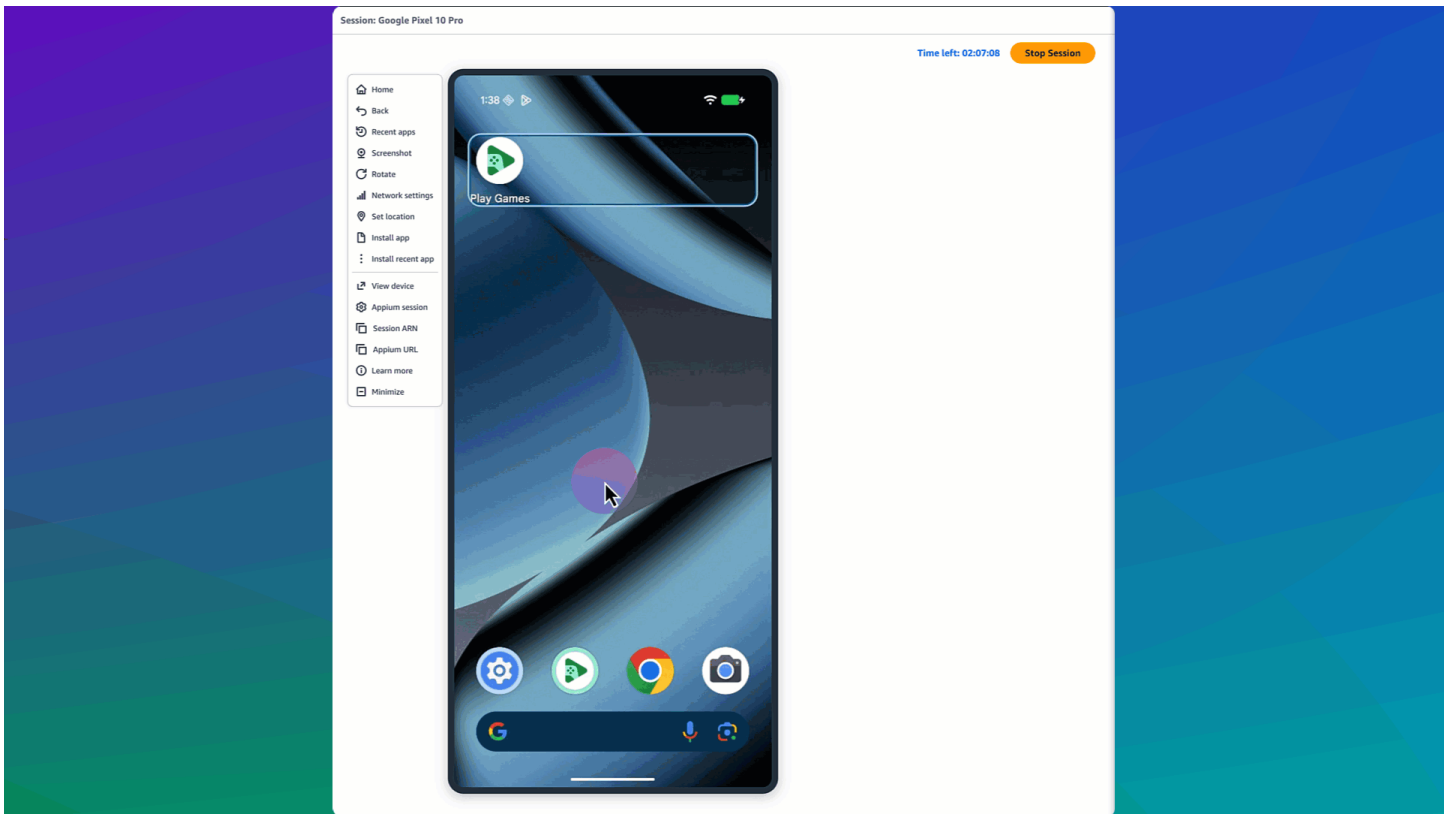 Session: Google Pixel 10 Pro
Time left: 02:07:08
Stop Session
Home
Back
Recent apps
Screenshot
Rotate
Network settings
Set location
Install app
Install recent app
View device
Appium session
Session ARN
Appium URL
Learn more
Minimize
1:38
Play Games